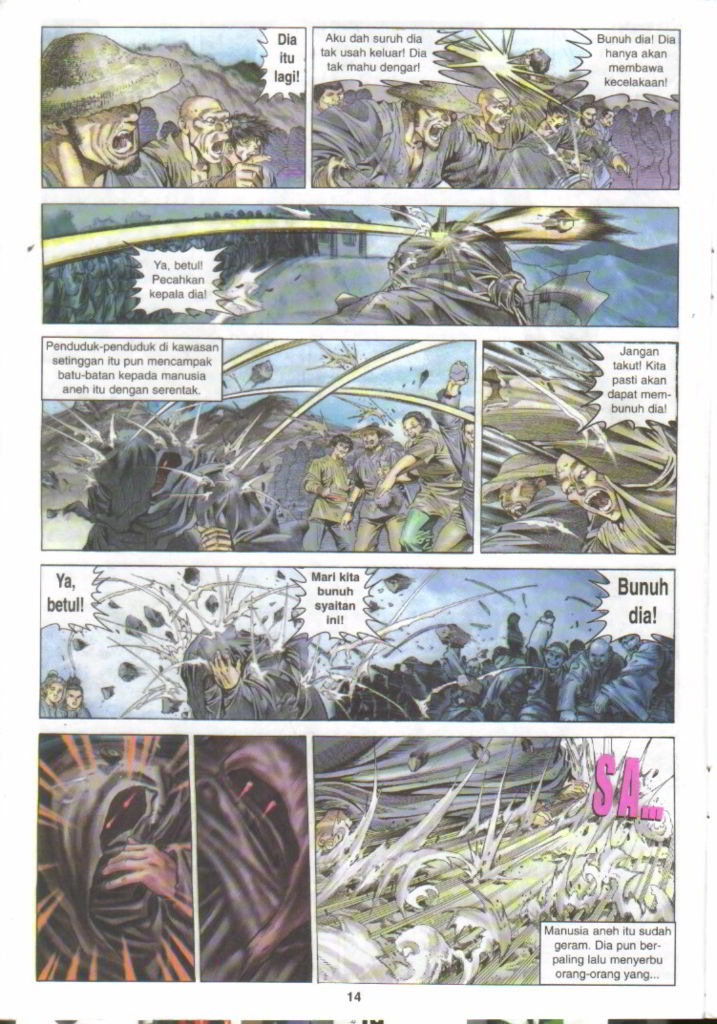 Dia
itu
lagi!
Aku dah suruh dia
tak usah keluar! Dia
tak mahu dengar!
Bunuh dia! Dia
hanya akan
membawa
kecelakaan!
Ya, betul!
Pecahkan
kepala dia!
Penduduk-penduduk di kawasan
setinggan itu pun mencampak
batu-batan kepada manusia
aneh itu dengan serentak.
Jangan
takut! Kita
pasti akan
dapat mem-
bunuh dia!
Ya,
betul!
Mari kita
bunuh
syaitan
ini!
Bunuh
dia!
SA...
Manusia aneh itu sudah
geram. Dia pun ber-
paling lalu menyerbu
orang-orang yang...
14